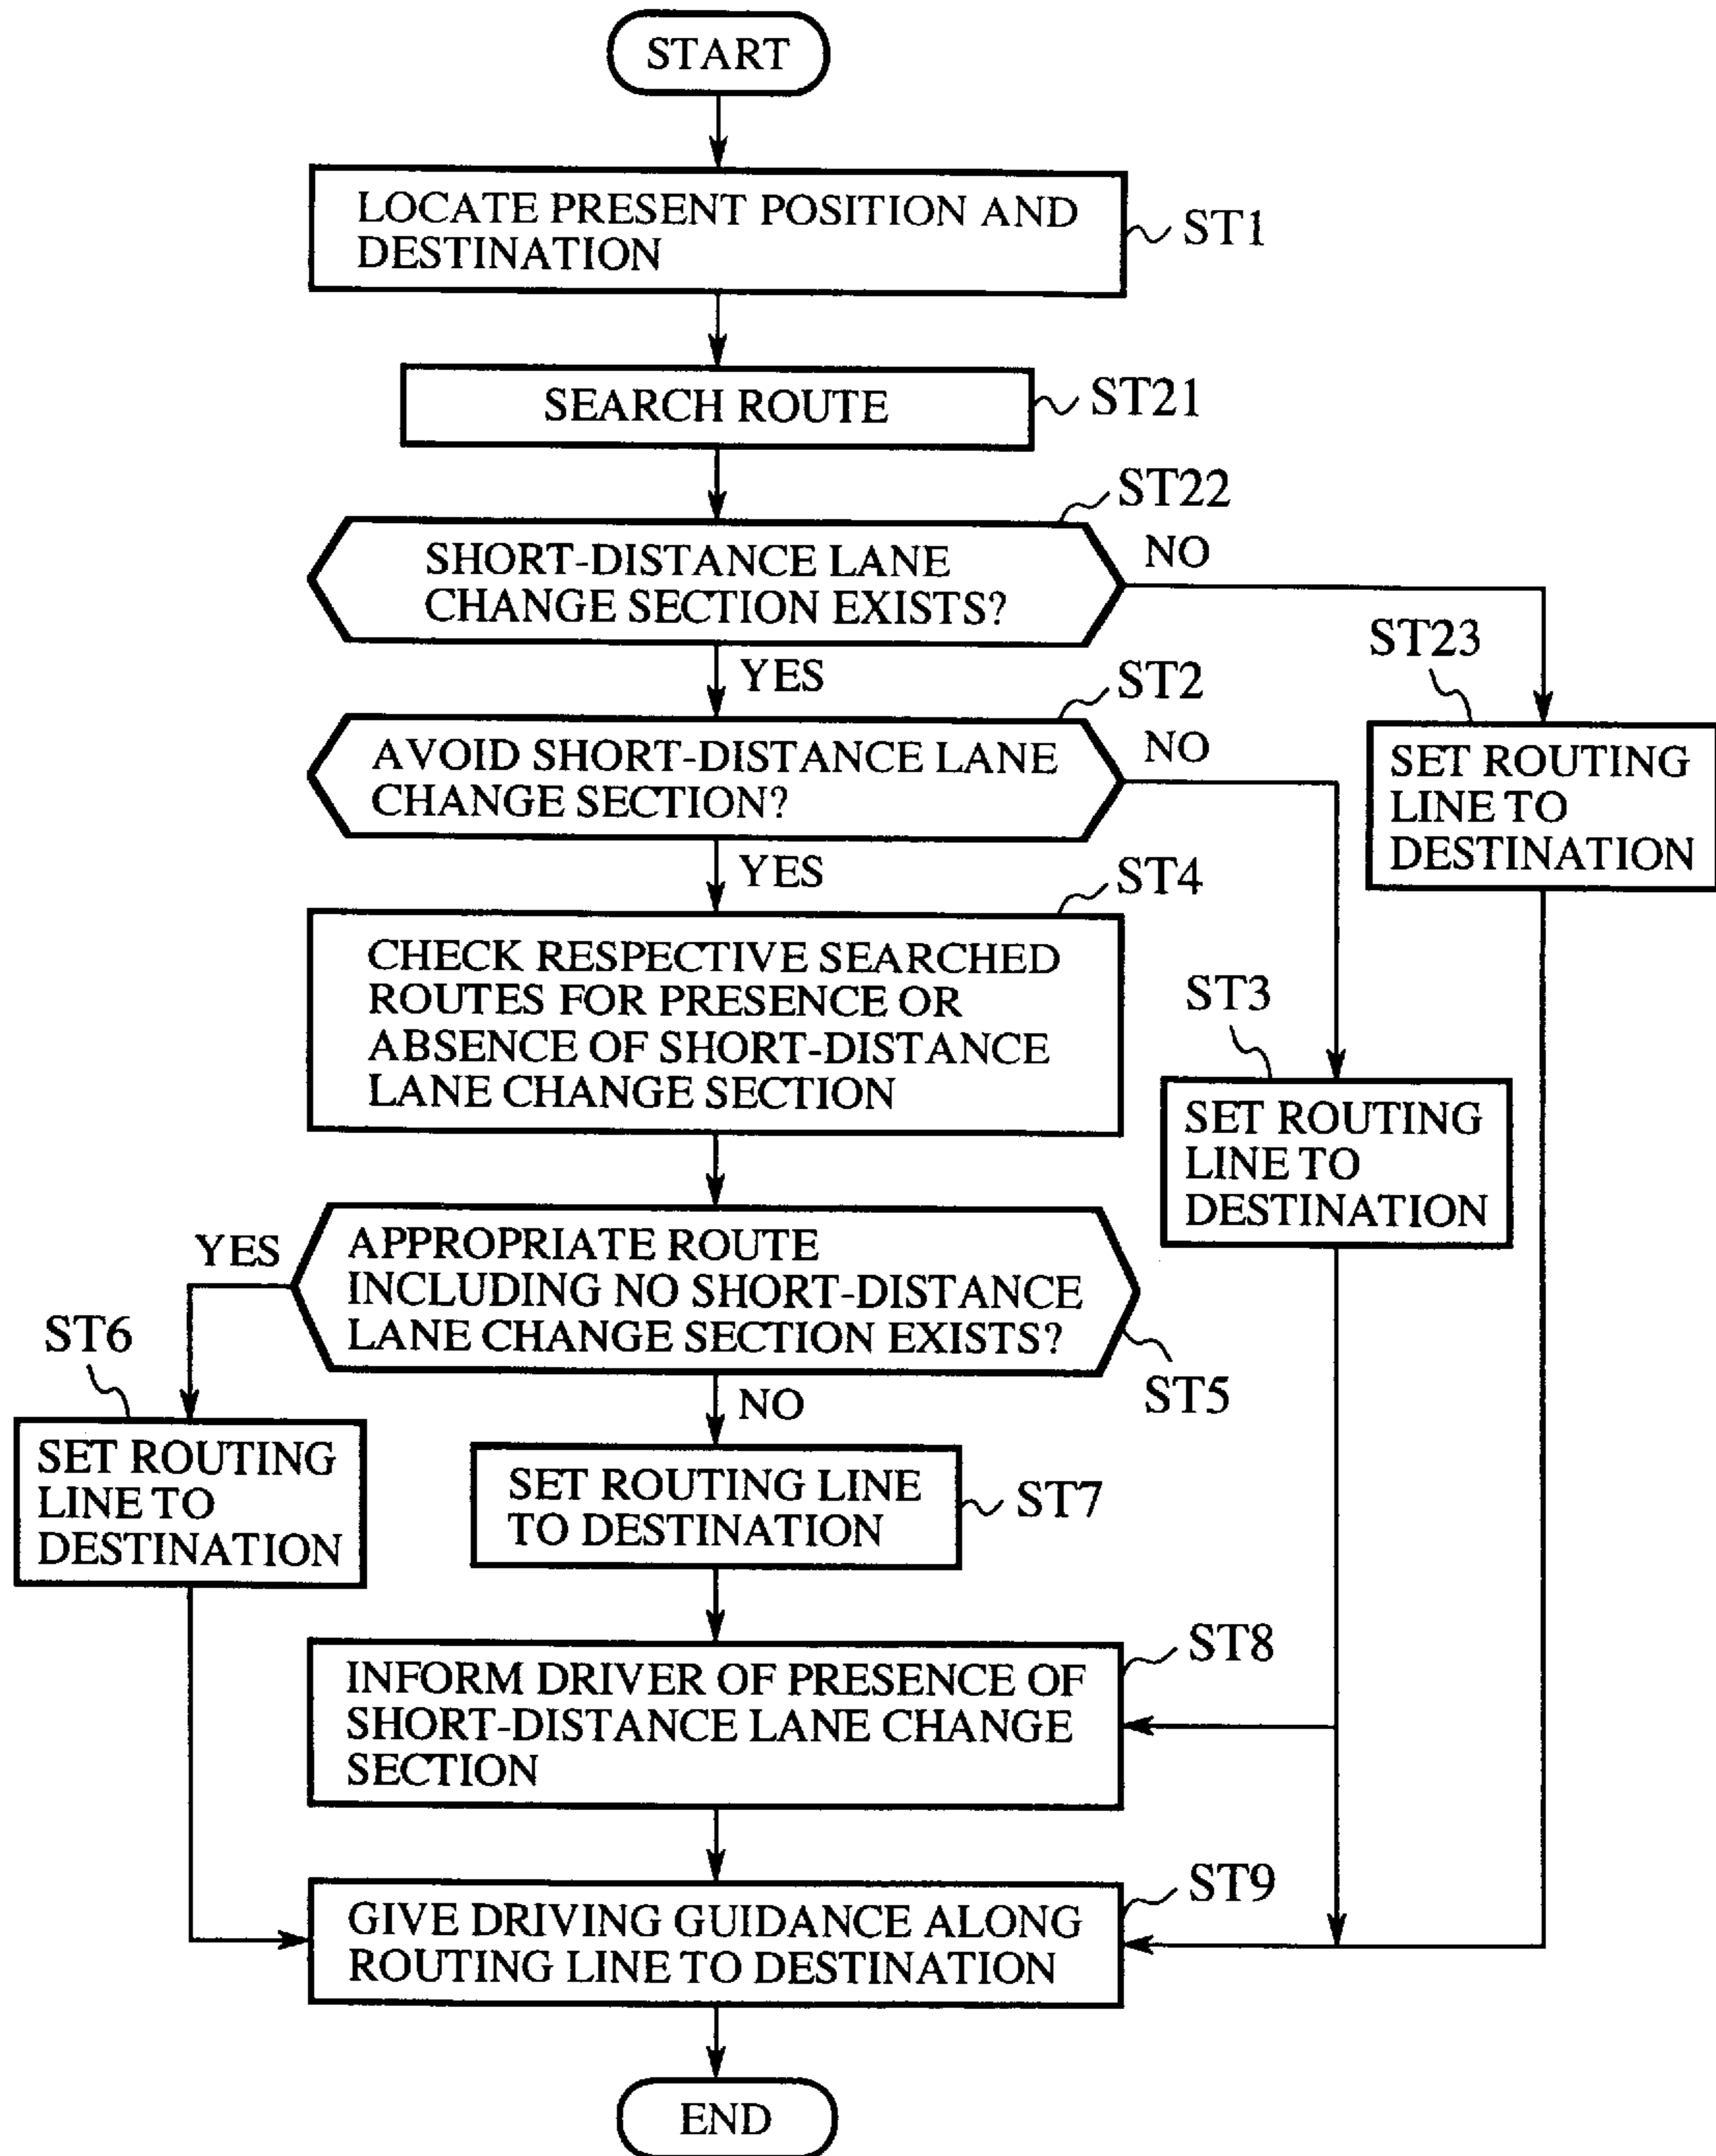 START
LOCATE PRESENT POSITION AND
DESTINATION
ST1
SEARCH ROUTE
ST21
ST22
SHORT-DISTANCE LANE
CHANGE SECTION EXISTS?
NO
YES
ST2
AVOID SHORT-DISTANCE LANE
CHANGE SECTION?
NO
ST23
SET ROUTING
LINE TO
DESTINATION
YES
ST4
CHECK RESPECTIVE SEARCHED
ROUTES FOR PRESENCE OR
ABSENCE OF SHORT-DISTANCE
LANE CHANGE SECTION
ST3
SET ROUTING
LINE TO
DESTINATION
APPROPRIATE ROUTE
INCLUDING NO SHORT-DISTANCE
LANE CHANGE SECTION EXISTS?
ST5
YES
ST6
SET ROUTING
LINE TO
DESTINATION
NO
SET ROUTING LINE
TO DESTINATION
ST7
ST8
INFORM DRIVER OF PRESENCE OF
SHORT-DISTANCE LANE CHANGE
SECTION
ST9
GIVE DRIVING GUIDANCE ALONG
ROUTING LINE TO DESTINATION
END